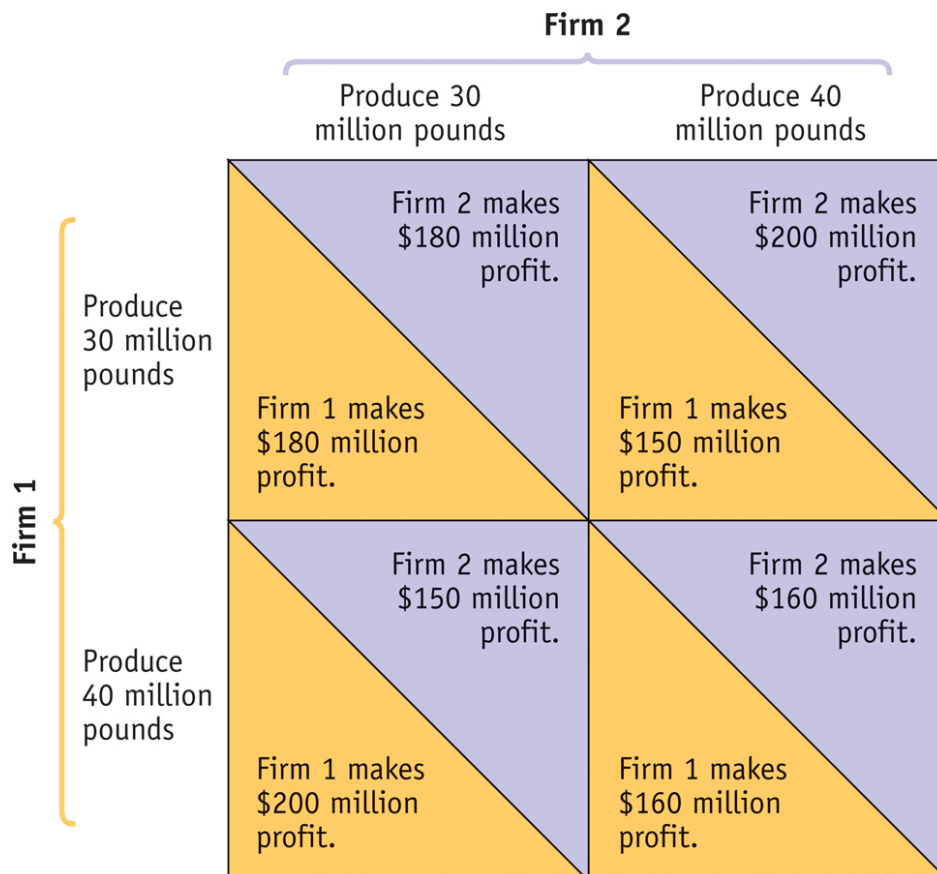 Firm 2
Produce 30
million pounds
Produce 40
million pounds
Firm 1
Produce
30 million
pounds
Firm 2 makes
$180 million
profit.
Firm 1 makes
$180 million
profit.
Firm 2 makes
$200 million
profit.
Firm 1 makes
$150 million
profit.
Produce
40 million
pounds
Firm 2 makes
$150 million
profit.
Firm 1 makes
$200 million
profit.
Firm 2 makes
$160 million
profit.
Firm 1 makes
$160 million
profit.